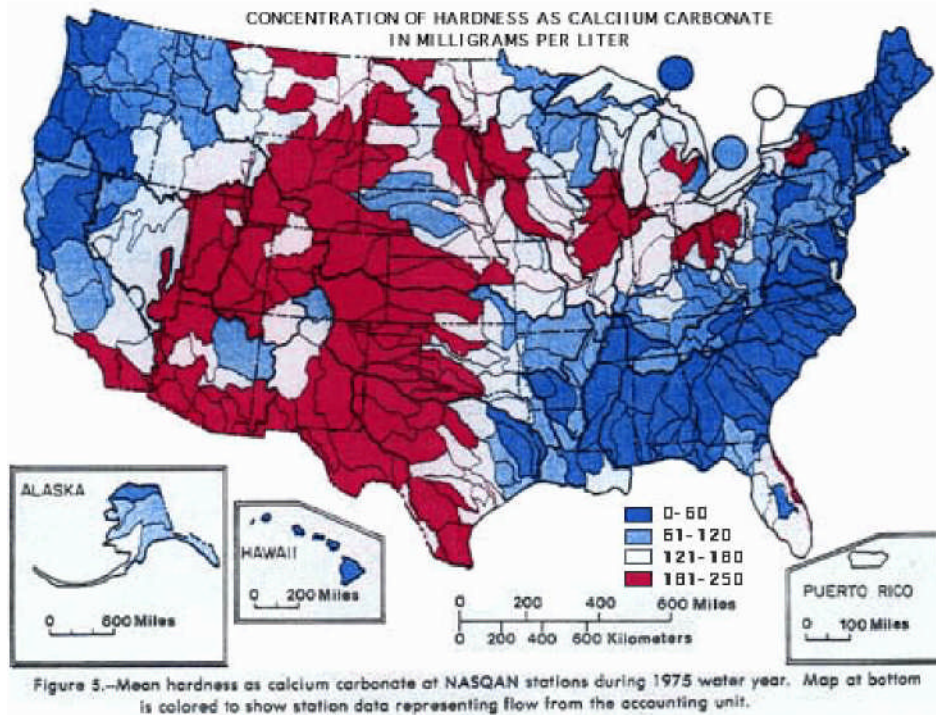 CONCENTRATION OF HARDNESS AS CALCIIUM CARBONATE
IN MILLIGRAMS PER LITER
ALASKA
600 Miles
HAWAII
0
200 Miles
0-60
61-120
121-180
181-250
0 200 400 600 Miles
0 200 400 600 Kilometers
PUERTO RICO
0 100 Miles
Figure 5.—Mean hardness as calcium carbonate at NASQAN stations during 1975 water year. Map at bottom
is colored to show station data representing flow from the accounting unit.